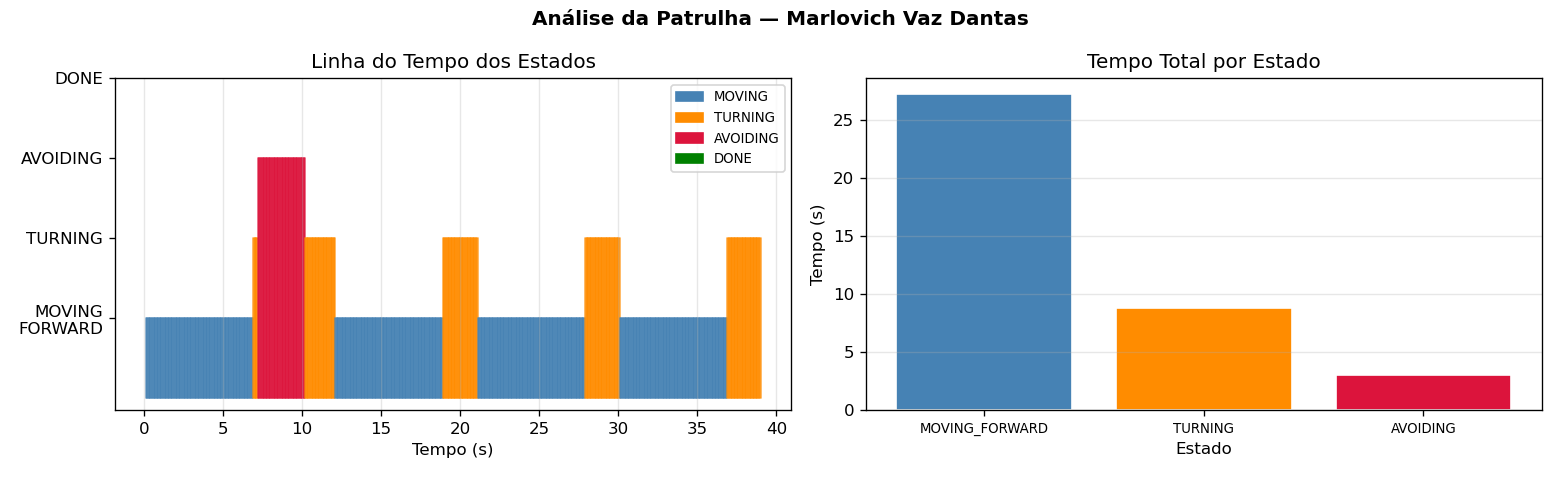 Análise da Patrulha — Marlovich Vaz Dantas
Linha do Tempo dos Estados
DONE
AVOIDING
TURNING
MOVING
FORWARD
MOVING
TURNING
AVOIDING
DONE
0 5 10 15 20 25 30 35 40
Tempo (s)
Tempo Total por Estado
Tempo (s)
25
20
15
10
5
0
MOVING_FORWARD TURNING AVOIDING
Estado